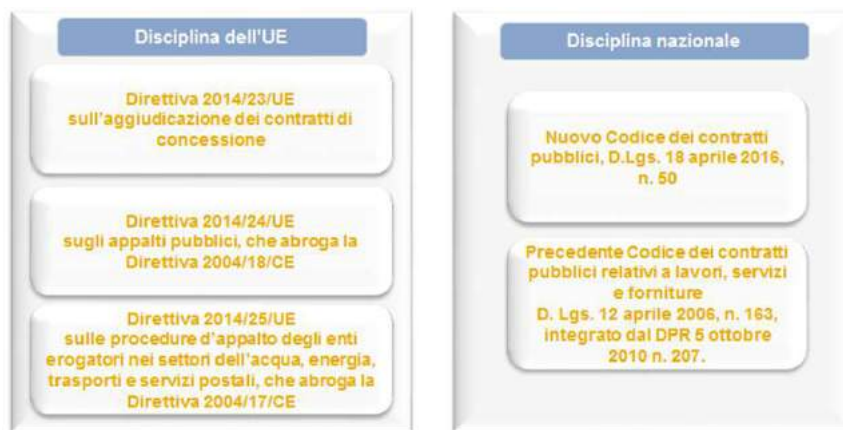 Disciplina dell'UE
Direttiva 2014/23/UE
sull'aggiudicazione dei contratti di
concessione
Direttiva 2014/24/UE
sugli appalti pubblici, che abroga la
Direttiva 2004/18/CE
Direttiva 2014/25/UE
sulle procedure d'appalto degli enti
erogatori nei settori dell'acqua, energia,
trasporti e servizi postali, che abroga la
Direttiva 2004/17/CE
Disciplina nazionale
Nuovo Codice dei contratti
pubblici, D.Lgs. 18 aprile 2016,
n. 50
Precedente Codice dei contratti
pubblici relativi a lavori, servizi
e forniture
D. Lgs. 12 aprile 2006, n. 163,
integrato dal DPR 5 ottobre
2010 n. 207.